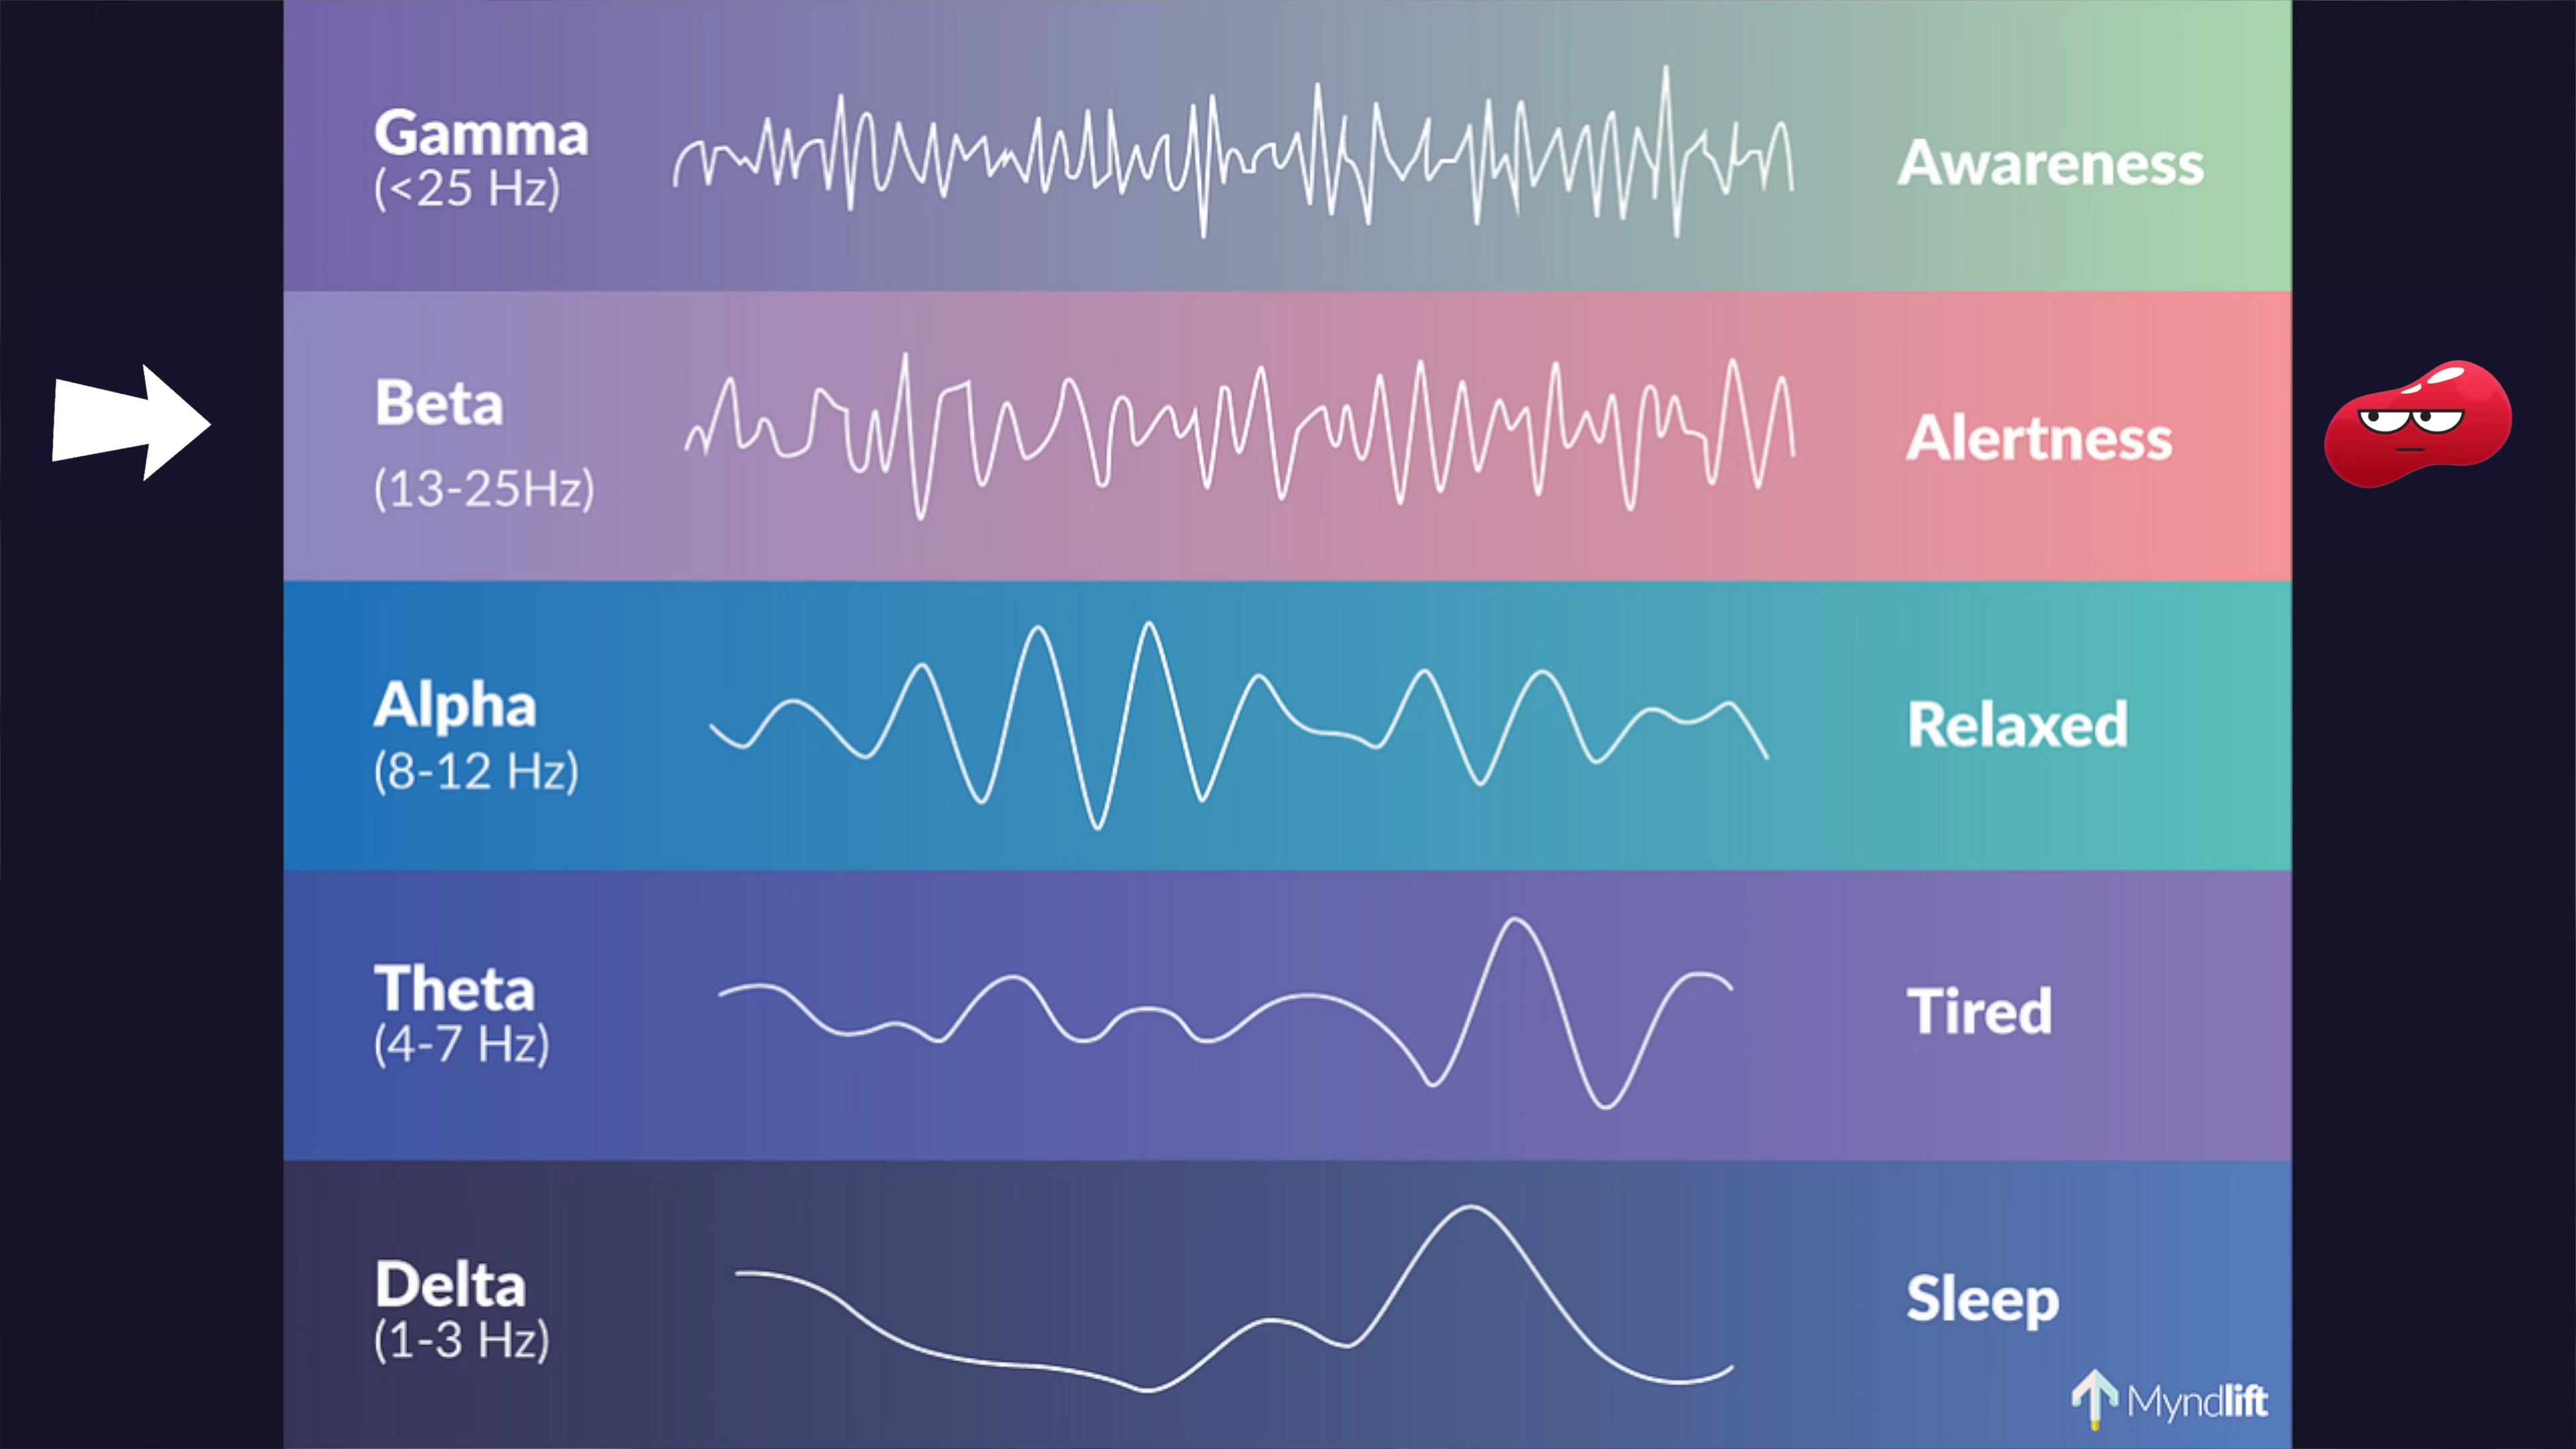 Gamma
(<25 Hz)
Awareness
Beta
(13-25Hz)
Alertness
Alpha
(8-12 Hz)
Relaxed
Theta
(4-7 Hz)
Tired
Delta
(1-3 Hz)
Sleep
Myndlift